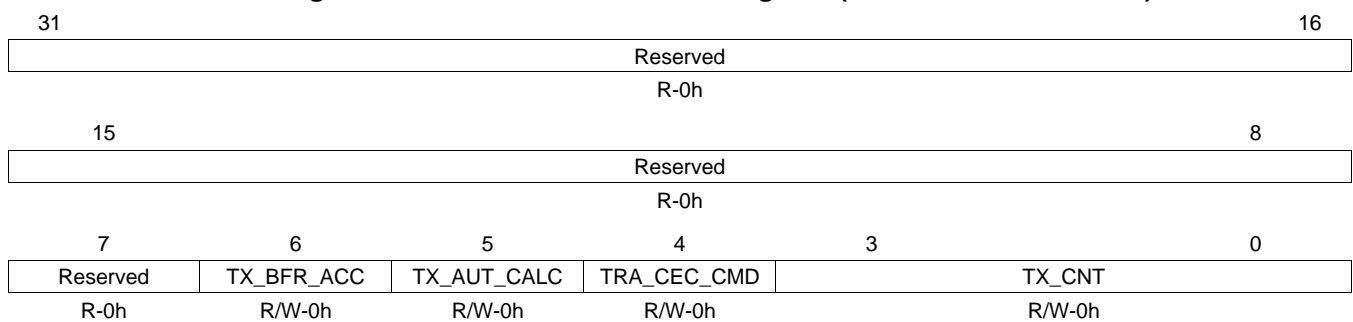 31 16
Reserved
R-0h
15 8
Reserved
R-0h
7 6 5 4 3 0
Reserved TX_BFR_ACC TX_AUT_CALC TRA_CEC_CMD TX_CNT
R-0h R/W-0h R/W-0h R/W-0h R/W-0h